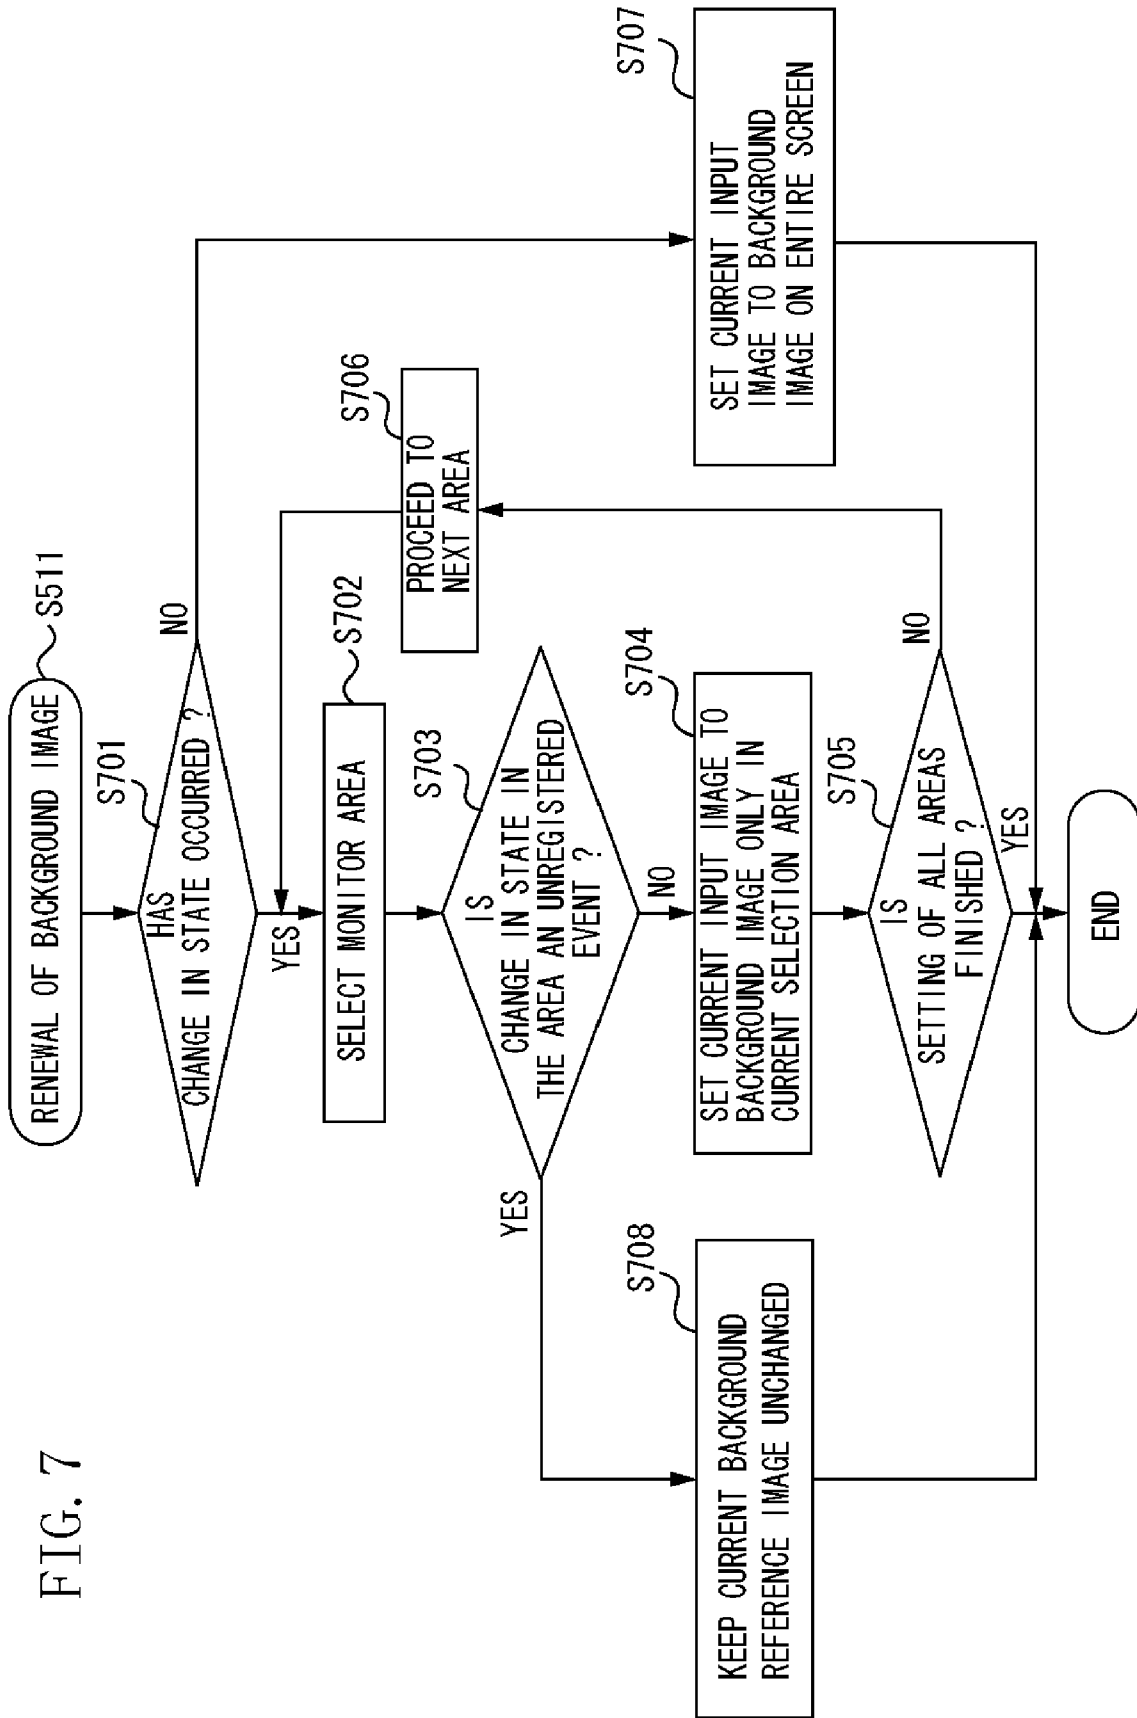 FIG. 7
RENEWAL OF BACKGROUND IMAGE
S511
S701
HAS
CHANGE IN STATE OCCURRED ?
NO
YES
S702
SELECT MONITOR AREA
S706
PROCEED TO
NEXT AREA
S703
IS
CHANGE IN STATE IN
THE AREA AN UNREGISTERED
EVENT ?
YES
NO
S708
KEEP CURRENT BACKGROUND
REFERENCE IMAGE UNCHANGED
S704
SET CURRENT INPUT IMAGE TO
BACKGROUND IMAGE ONLY IN
CURRENT SELECTION AREA
S707
SET CURRENT INPUT
IMAGE TO BACKGROUND
IMAGE ON ENTIRE SCREEN
S705
IS
SETTING OF ALL AREAS
FINISHED ?
NO
YES
END